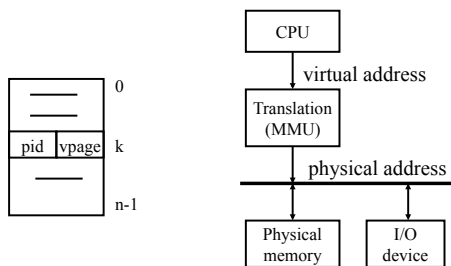 0
pid vpage k
n-1
CPU
virtual address
Translation
(MMU)
physical address
Physical
memory
I/O
device